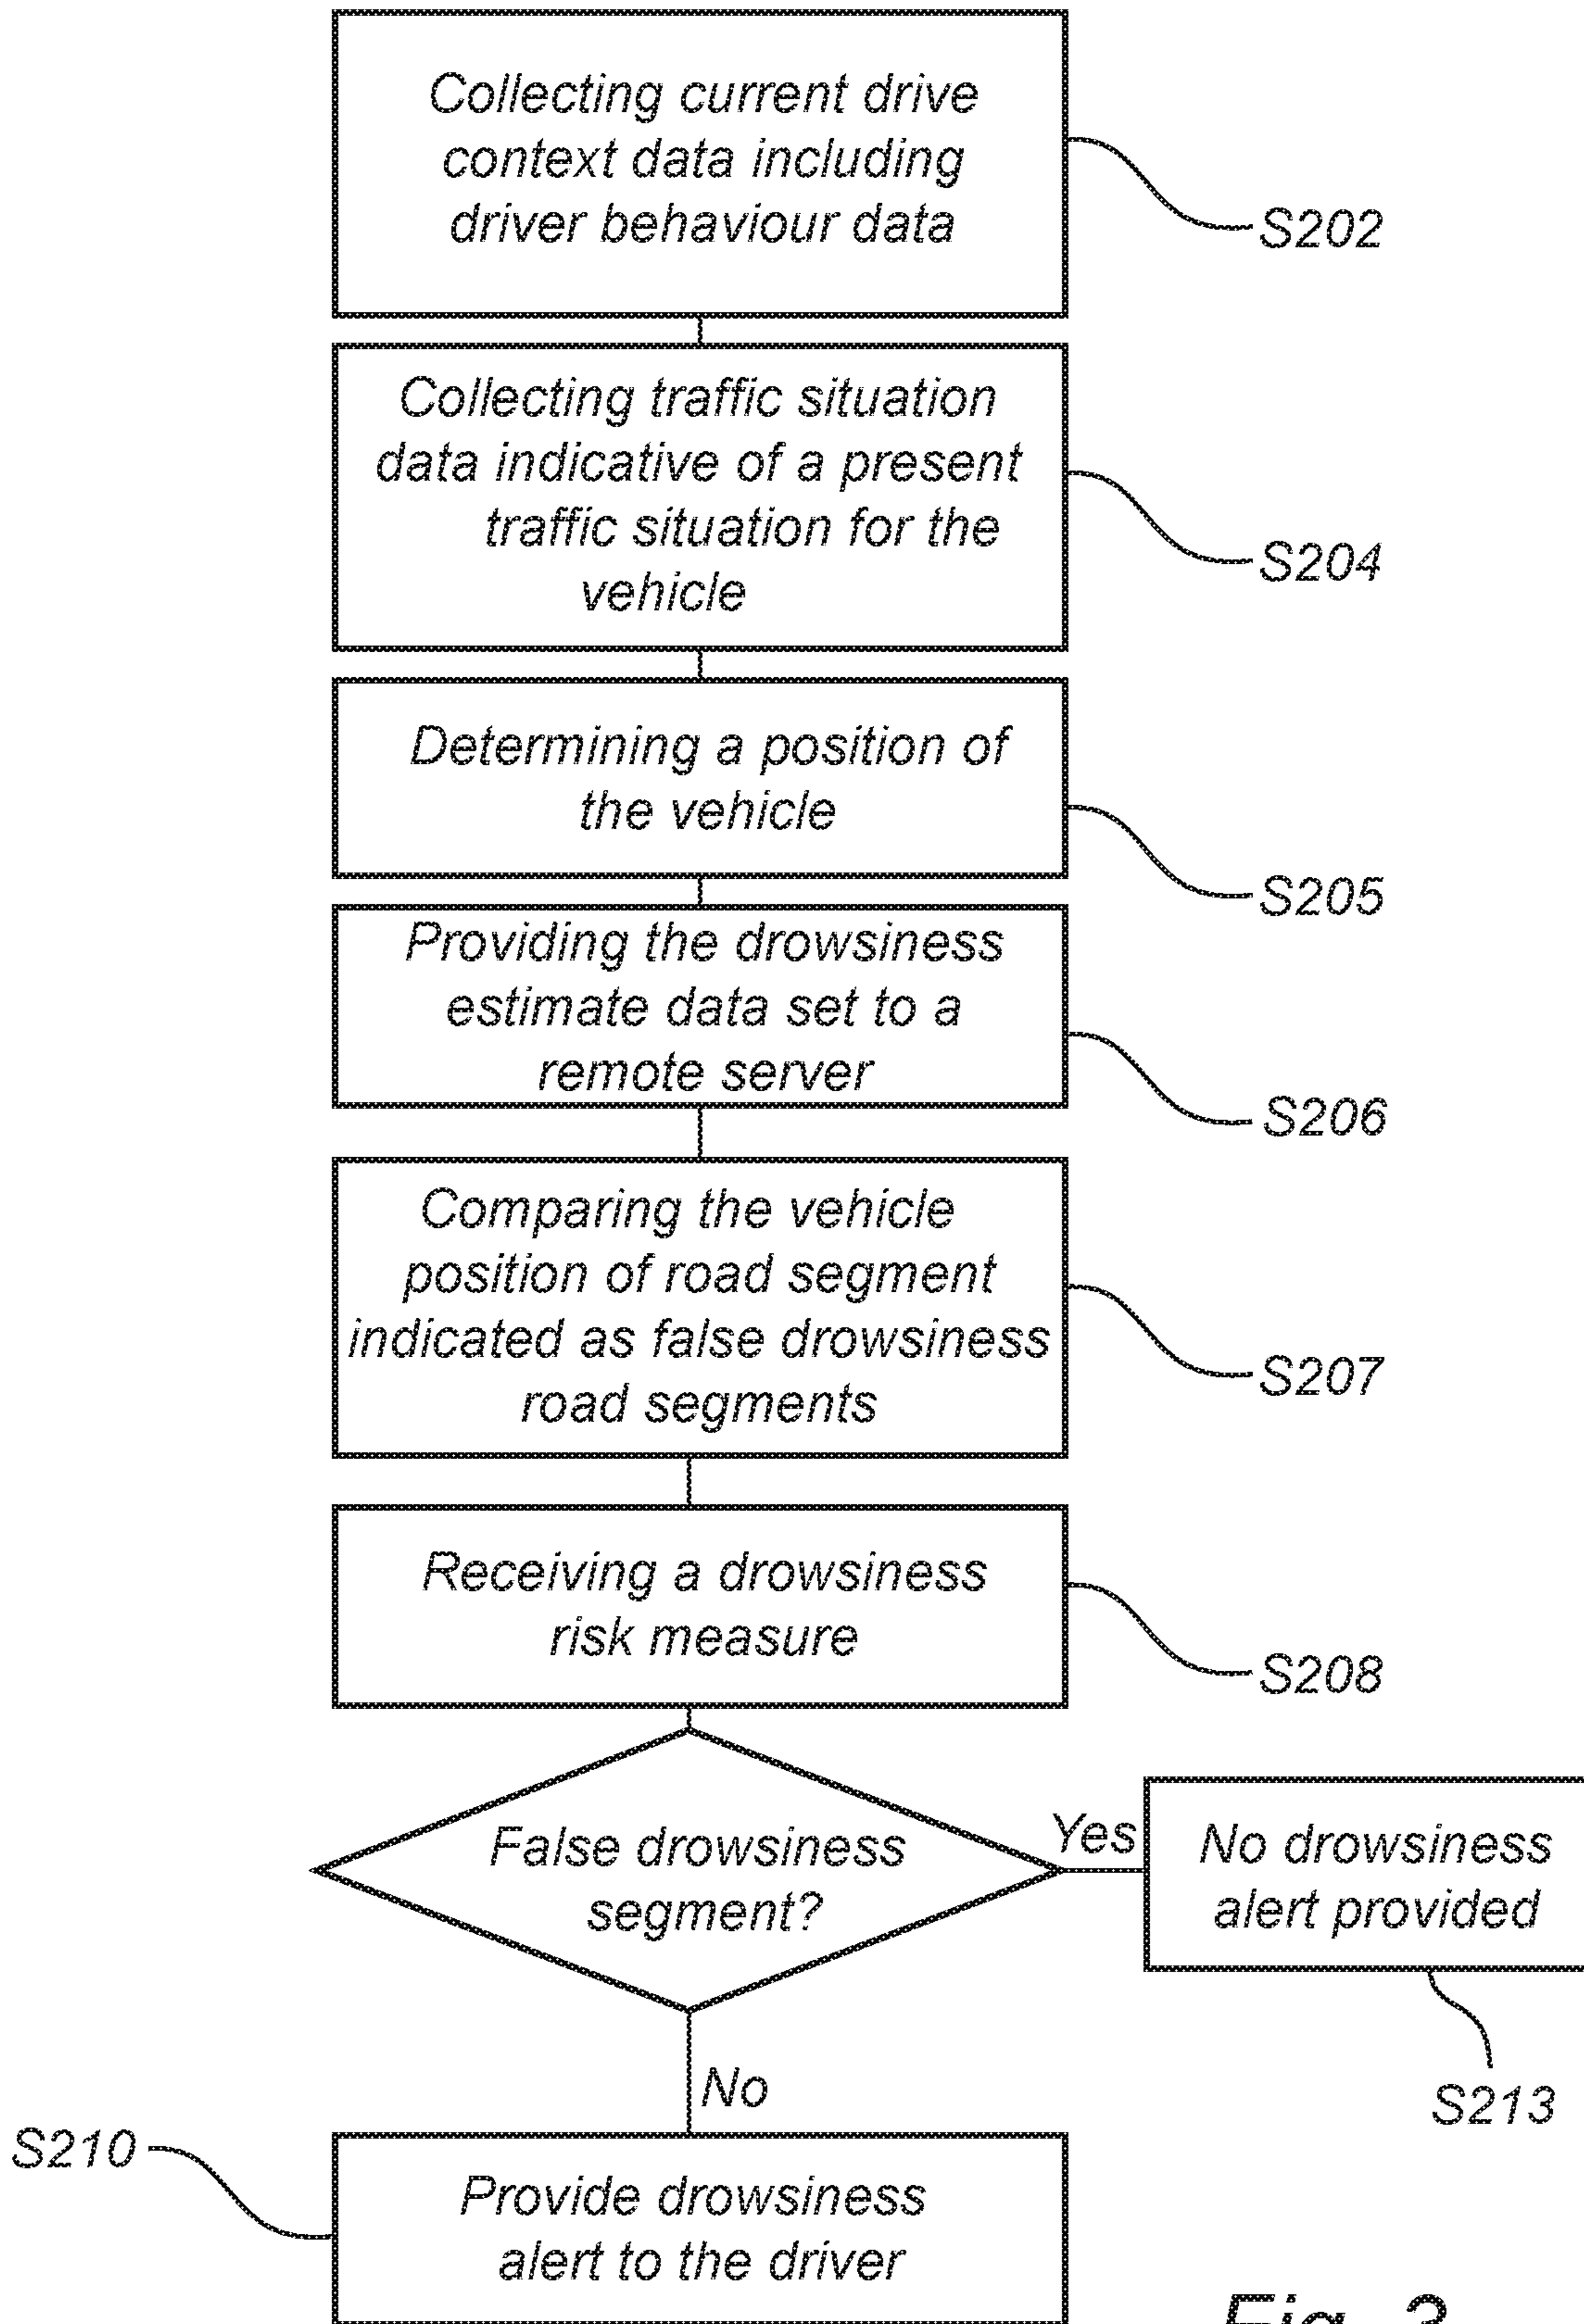 Collecting current drive
context data including
driver behaviour data
S202
Collecting traffic situation
data indicative of a present
traffic situation for the
vehicle
S204
Determining a position of
the vehicle
S205
Providing the drowsiness
estimate data set to a
remote server
S206
Comparing the vehicle
position of road segment
indicated as false drowsiness
road segments
S207
Receiving a drowsiness
risk measure
S208
False drowsiness
segment?
Yes
No drowsiness
alert provided
S213
No
S210
Provide drowsiness
alert to the driver
Fig. 3